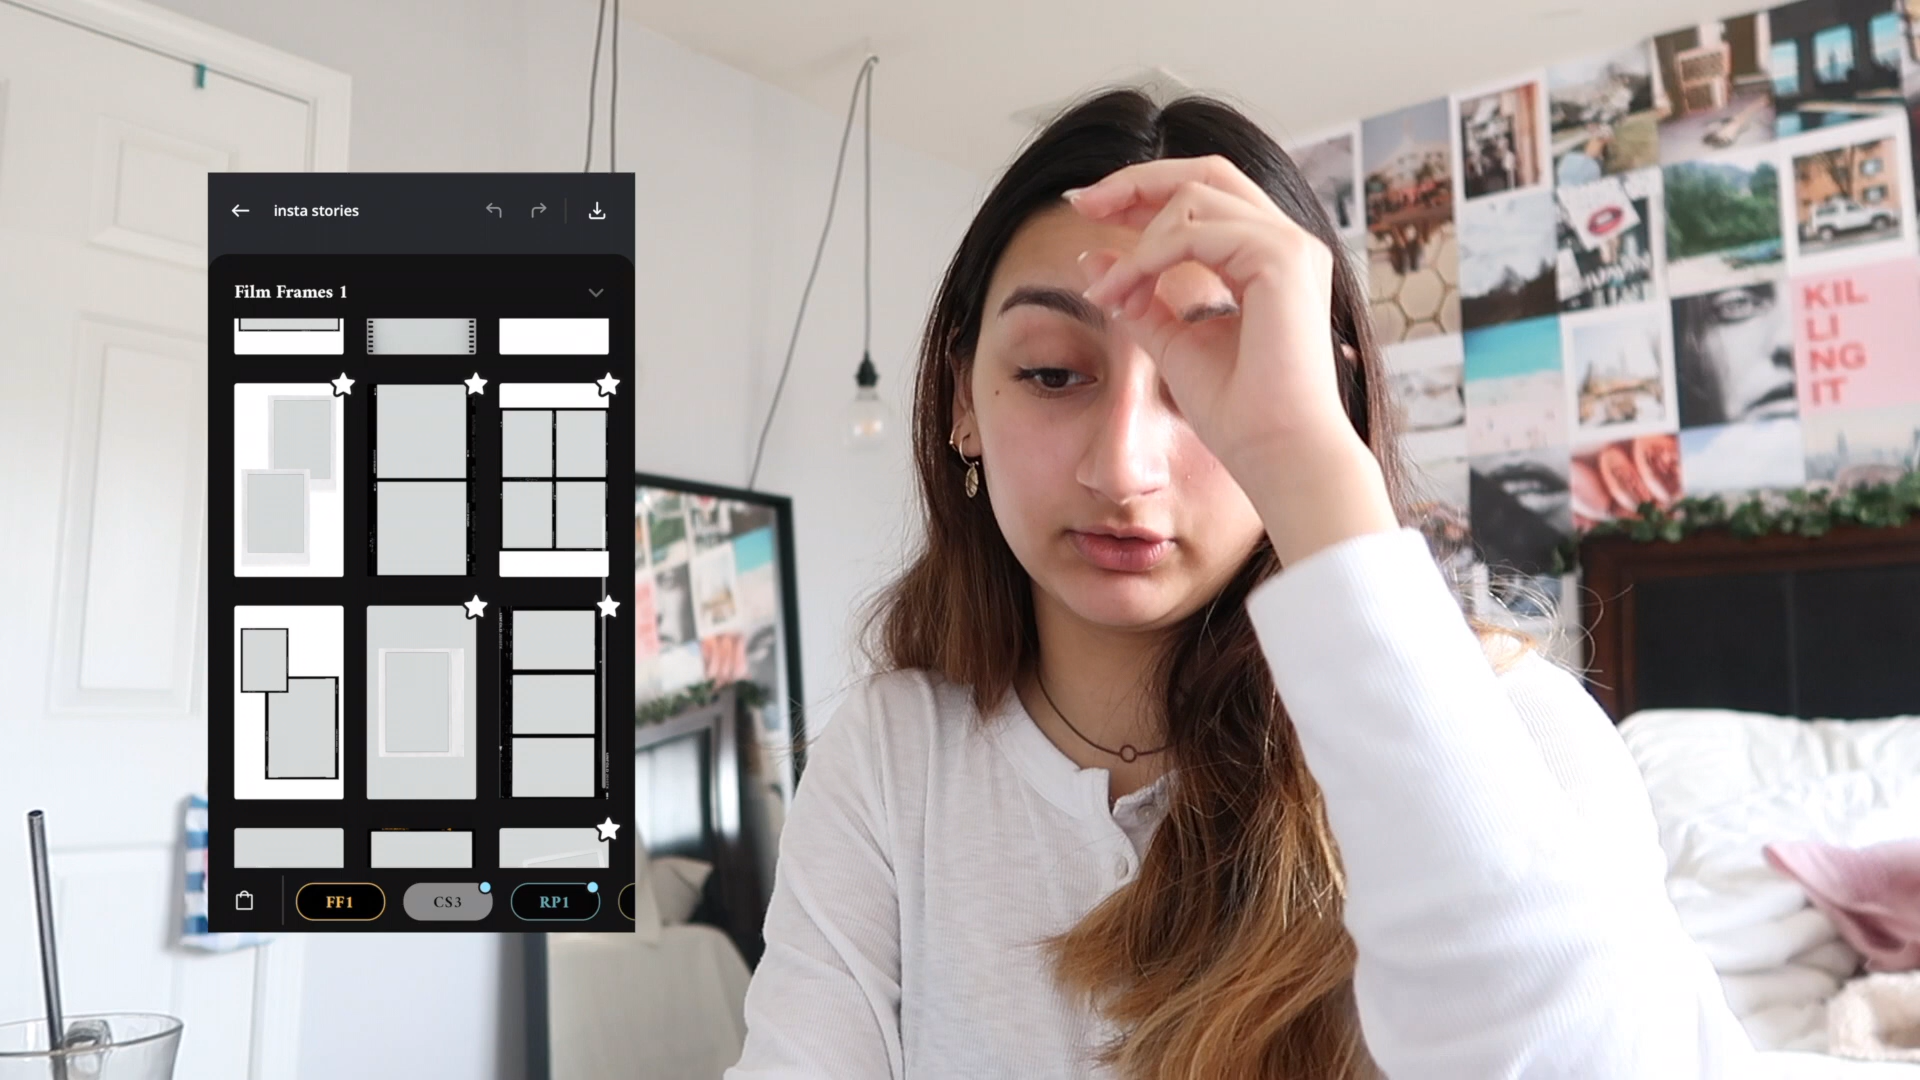 insta stories
Film Frames 1
FF1
CS3
RP1
KIL
LI
NG
IT